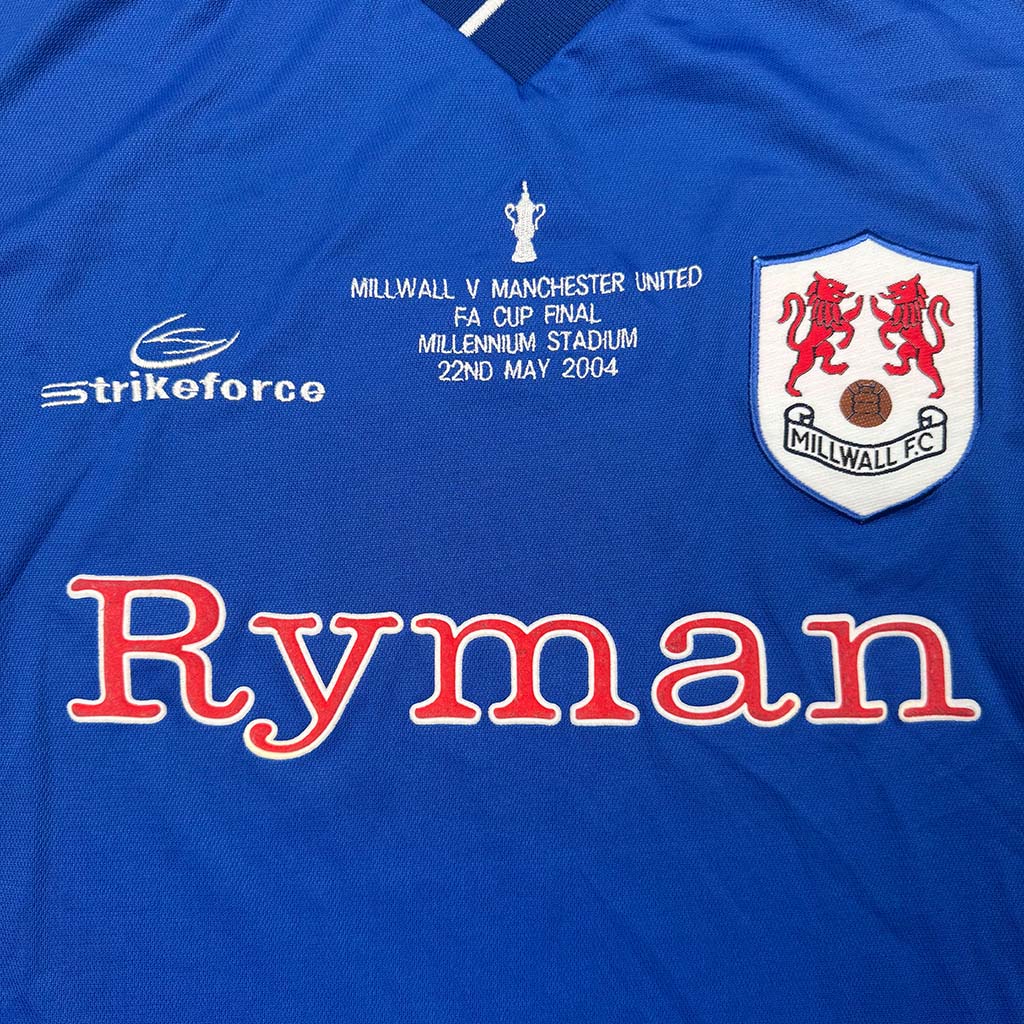 MILLWALL V MANCHESTER UNITED
FA CUP FINAL
MILLENNIUM STADIUM
22ND MAY 2004
strikeforce
MILLWALL F.C
Ryman